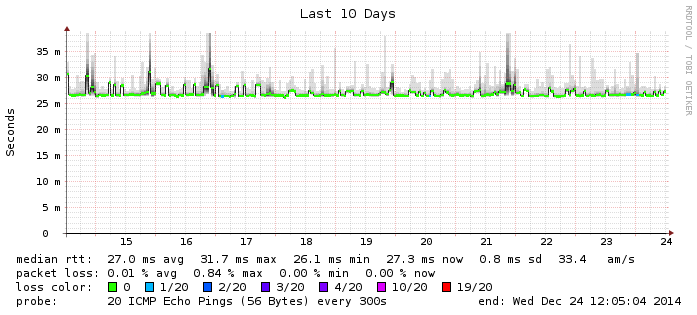 Last 10 Days
RRDTOOL / TOBI OETIKER
Seconds
35 m
30 m
25 m
20 m
15 m
10 m
5 m
0
15 16 17 18 19 20 21 22 23 24
median rtt: 27.0 ms avg 31.7 ms max 26.1 ms min 27.3 ms now 0.8 ms sd 33.4 am/s
packet loss: 0.01 % avg 0.84 % max 0.00 % min 0.00 % now
loss color: 0 1/20 2/20 3/20 4/20 10/20 19/20
probe: 20 ICMP Echo Pings (56 Bytes) every 300s end: Wed Dec 24 12:05:04 2014